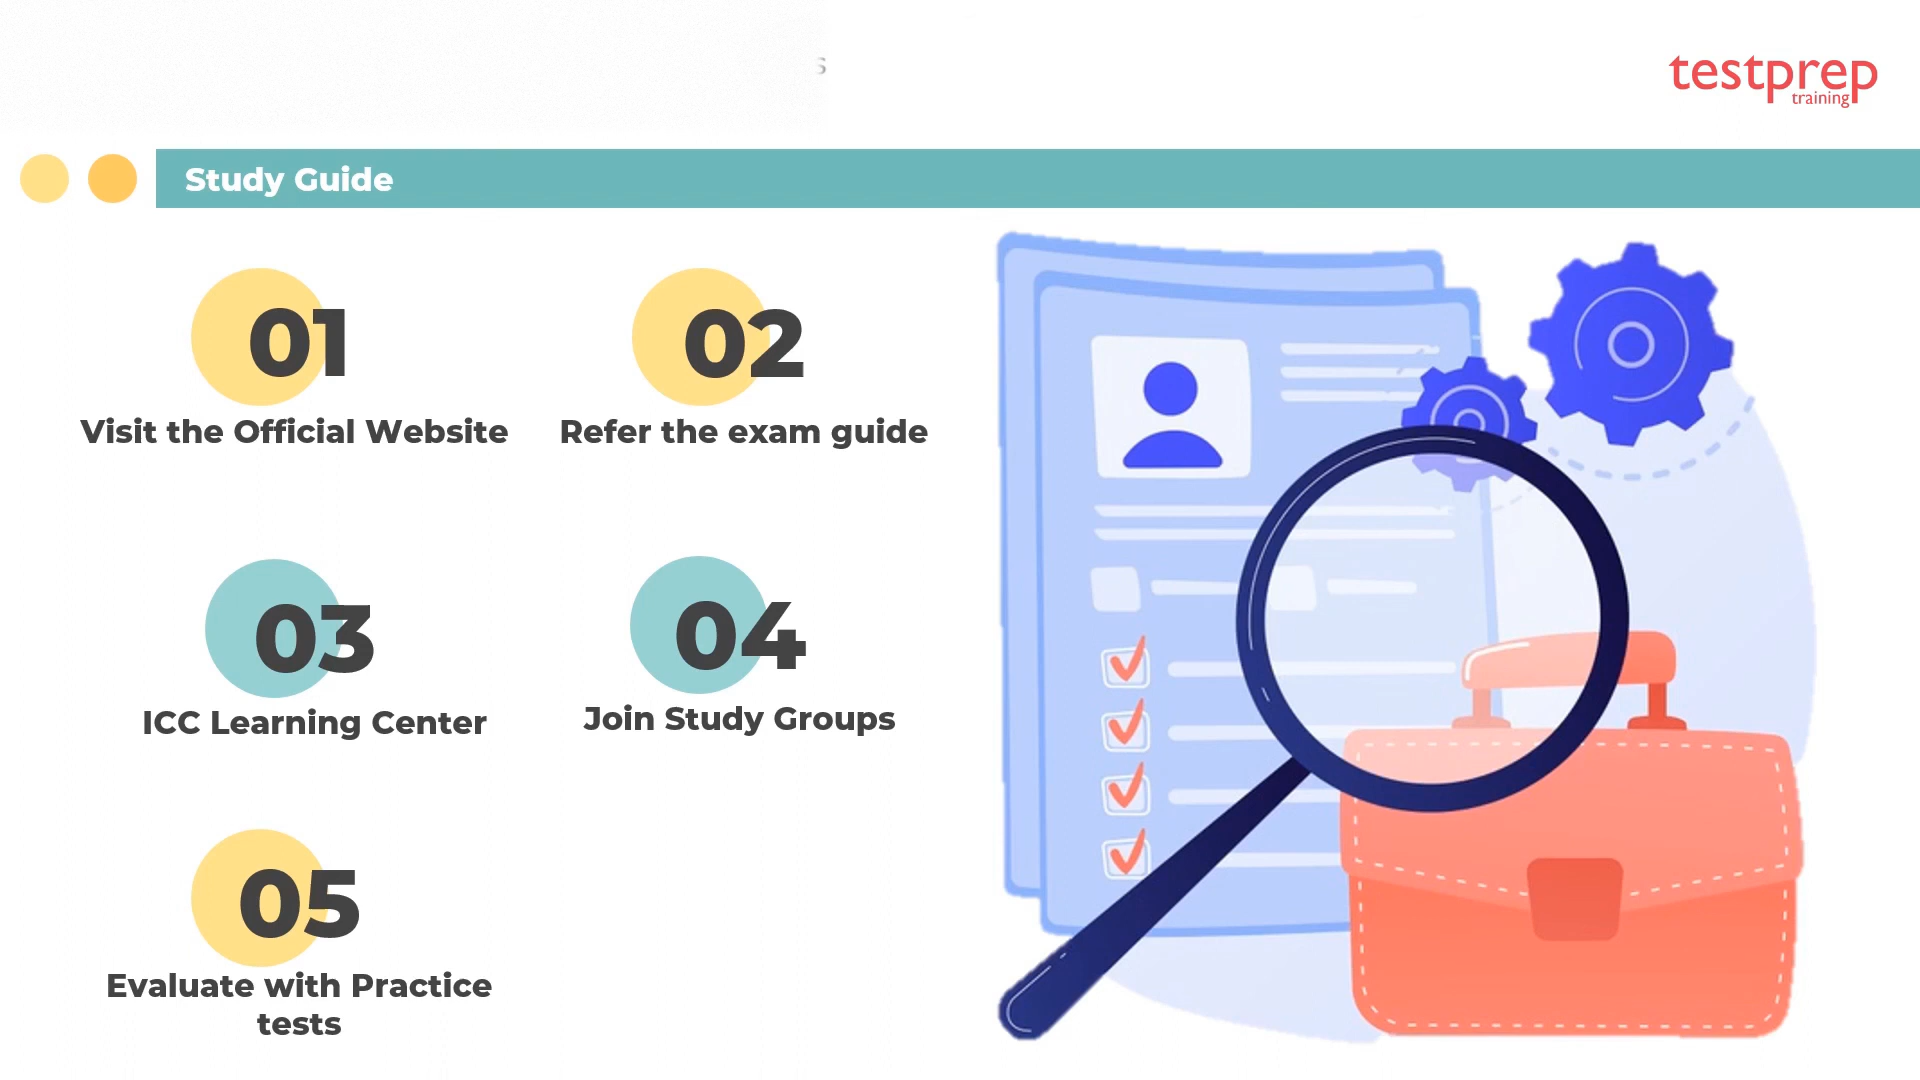 testprep
training
Study Guide
01
02
Visit the Official Website
Refer the exam guide
03
04
ICC Learning Center
Join Study Groups
05
Evaluate with Practice
tests